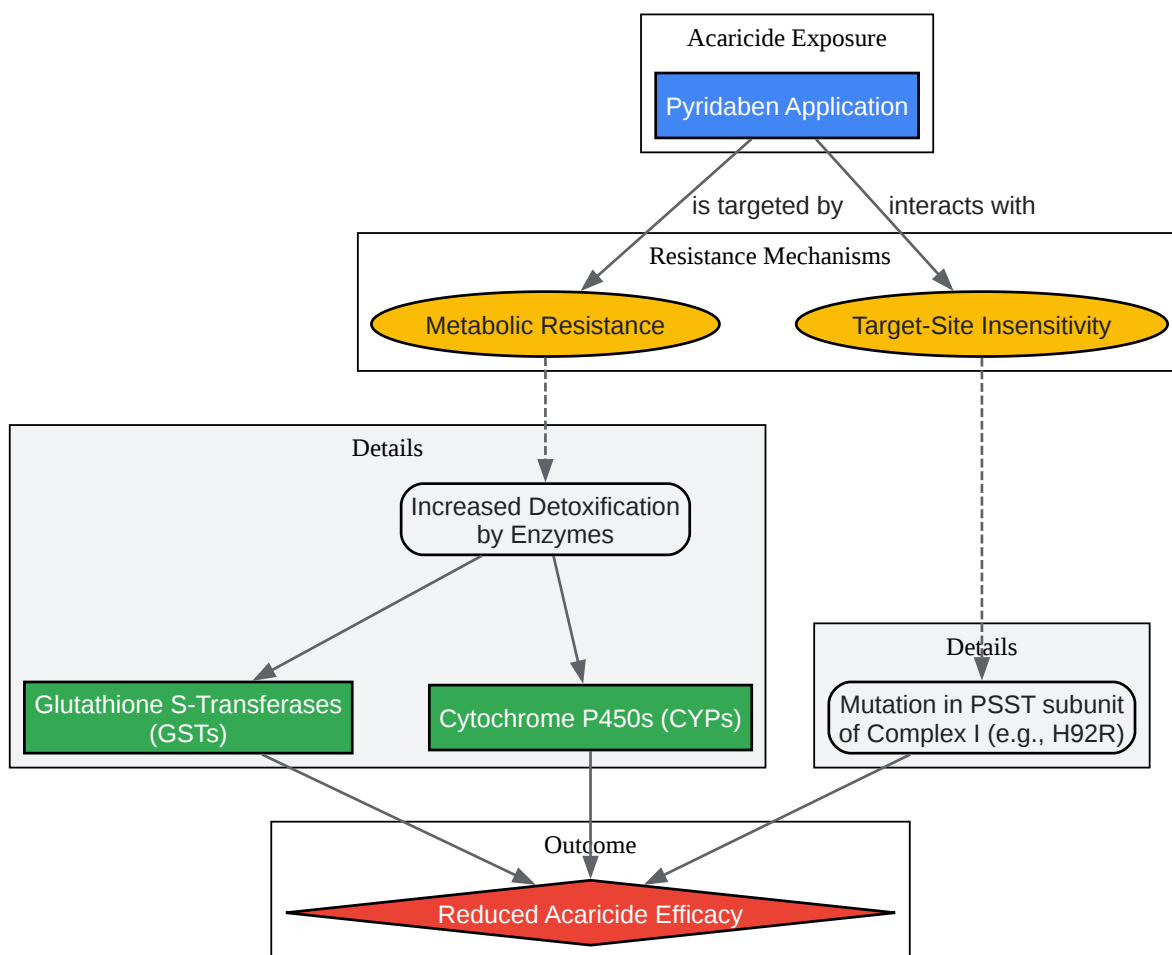 Acaricide Exposure
Pyridaben Application
is targeted by
interacts with
Resistance Mechanisms
Metabolic Resistance
Target-Site Insensitivity
Details
Increased Detoxification
by Enzymes
Glutathione S-Transferases
(GSTs)
Cytochrome P450s (CYPs)
Details
Mutation in PSST subunit
of Complex I (e.g., H92R)
Outcome
Reduced Acaricide Efficacy